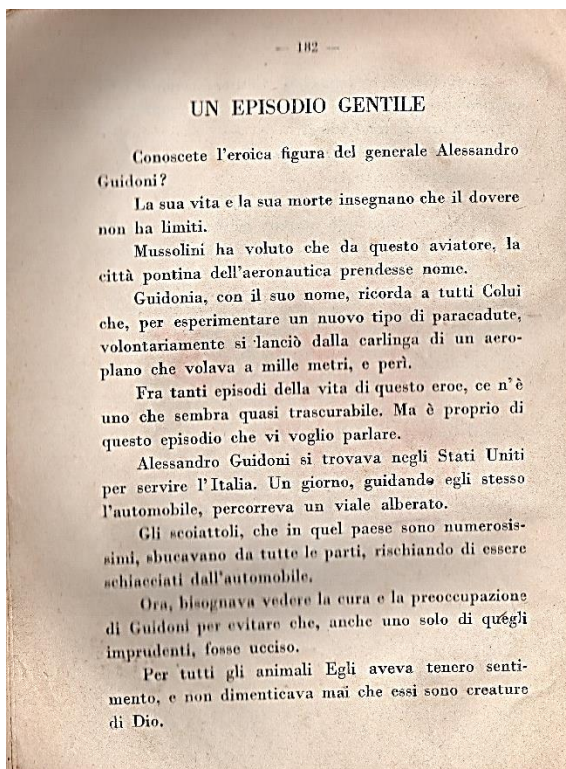 — 182 —
UN EPISODIO GENTILE
Conoscete l'eroica figura del generale Alessandro
Guidoni?
La sua vita e la sua morte insegnano che il dovere
non ha limiti.
Mussolini ha voluto che da questo aviatore, la
città pontina dell'aeronautica prendesse nome.
Guidonia, con il suo nome, ricorda a tutti Colui
che, per esperimentare un nuovo tipo di paracadute,
volontariamente si lanciò dalla carlinga di un aero-
plano che volava a mille metri, e perì.
Fra tanti episodi della vita di questo eroe, ce n'è
uno che sembra quasi trascurabile. Ma è proprio di
questo episodio che vi voglio parlare.
Alessandro Guidoni si trovava negli Stati Uniti
per servire l'Italia. Un giorno, guidando egli stesso
l'automobile, percorreva un viale alberato.
Gli scoiattoli, che in quel paese sono numerosis-
simi, sbucavano da tutte le parti, rischiando di essere
schiacciati dall'automobile.
Ora, bisognava vedere la cura e la preoccupazione
di Guidoni per evitare che, anche uno solo di quegli
imprudenti, fosse ucciso.
Per tutti gli animali Egli aveva tenero senti-
mento, e non dimenticava mai che essi sono creature
di Dio.